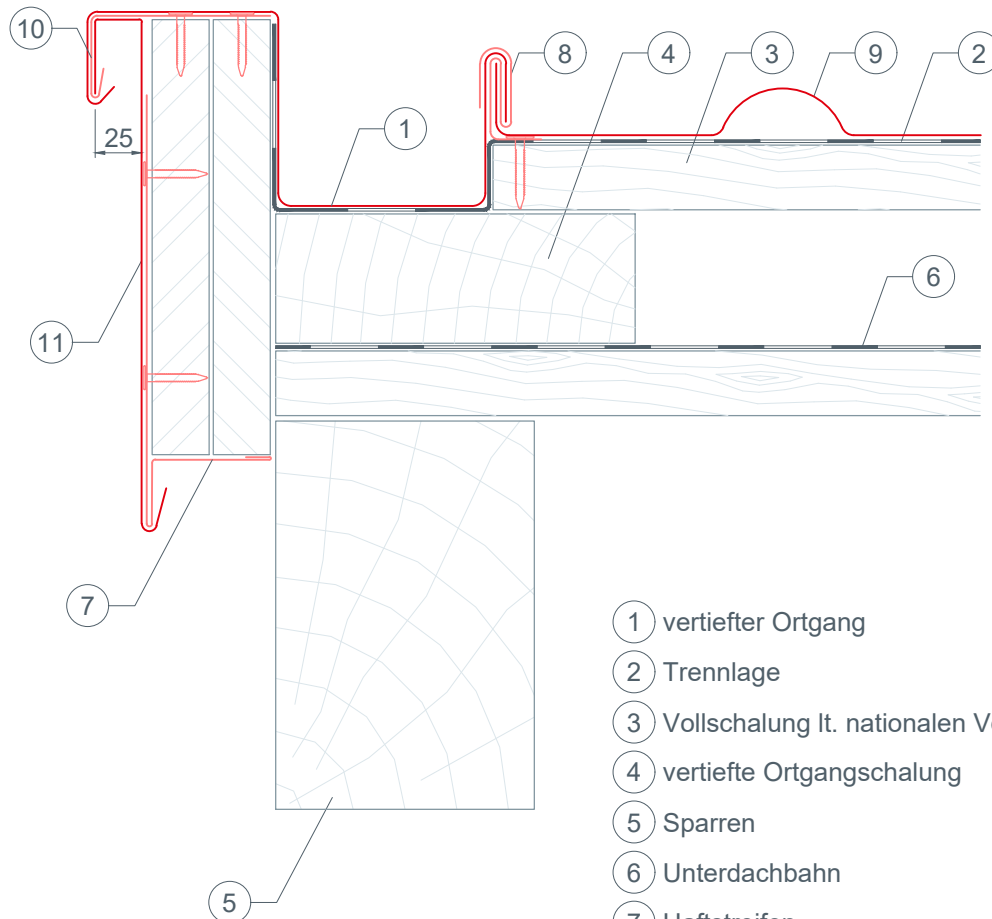 10
8
4
3
9
2
1
25
6
11
7
5
1 vertiefter Ortgang
2 Trennlage
3 Vollschalung lt. nationalen
4 vertiefte Ortgangschalung
5 Sparren
6 Unterdachbahn
7 Haftstreifen